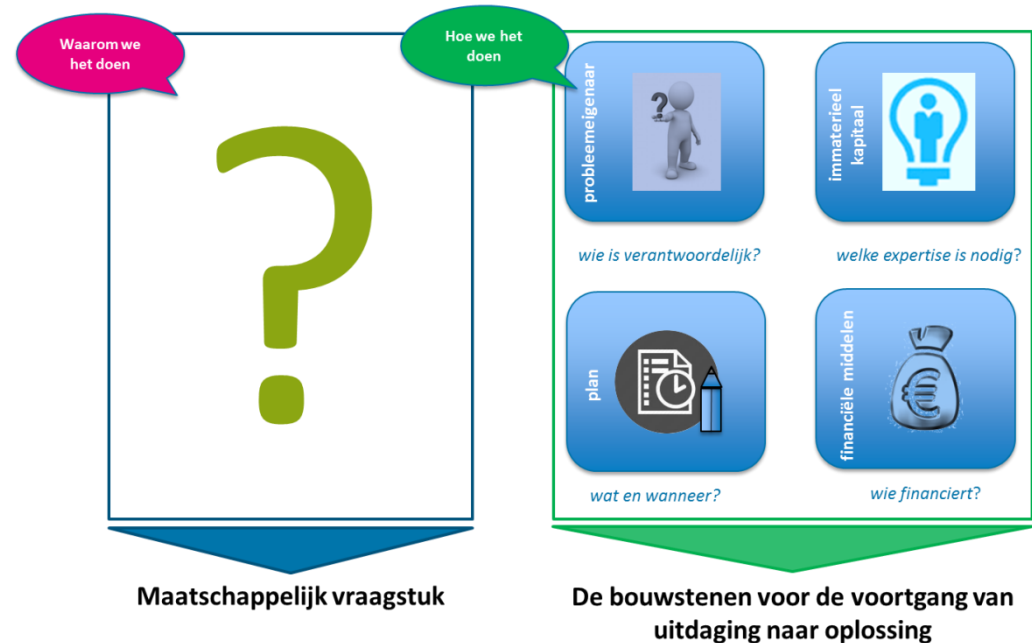 Waarom we
het doen
Hoe we het
doen
probleemeigenaar
?
wie is verantwoordelijk?
immaterieel
kapitaal
welke expertise is nodig?
?
plan
wat en wanneer?
financiële middelen
€
wie financiert?
Maatschappelijk vraagstuk
De bouwstenen voor de voortgang van
uitdaging naar oplossing